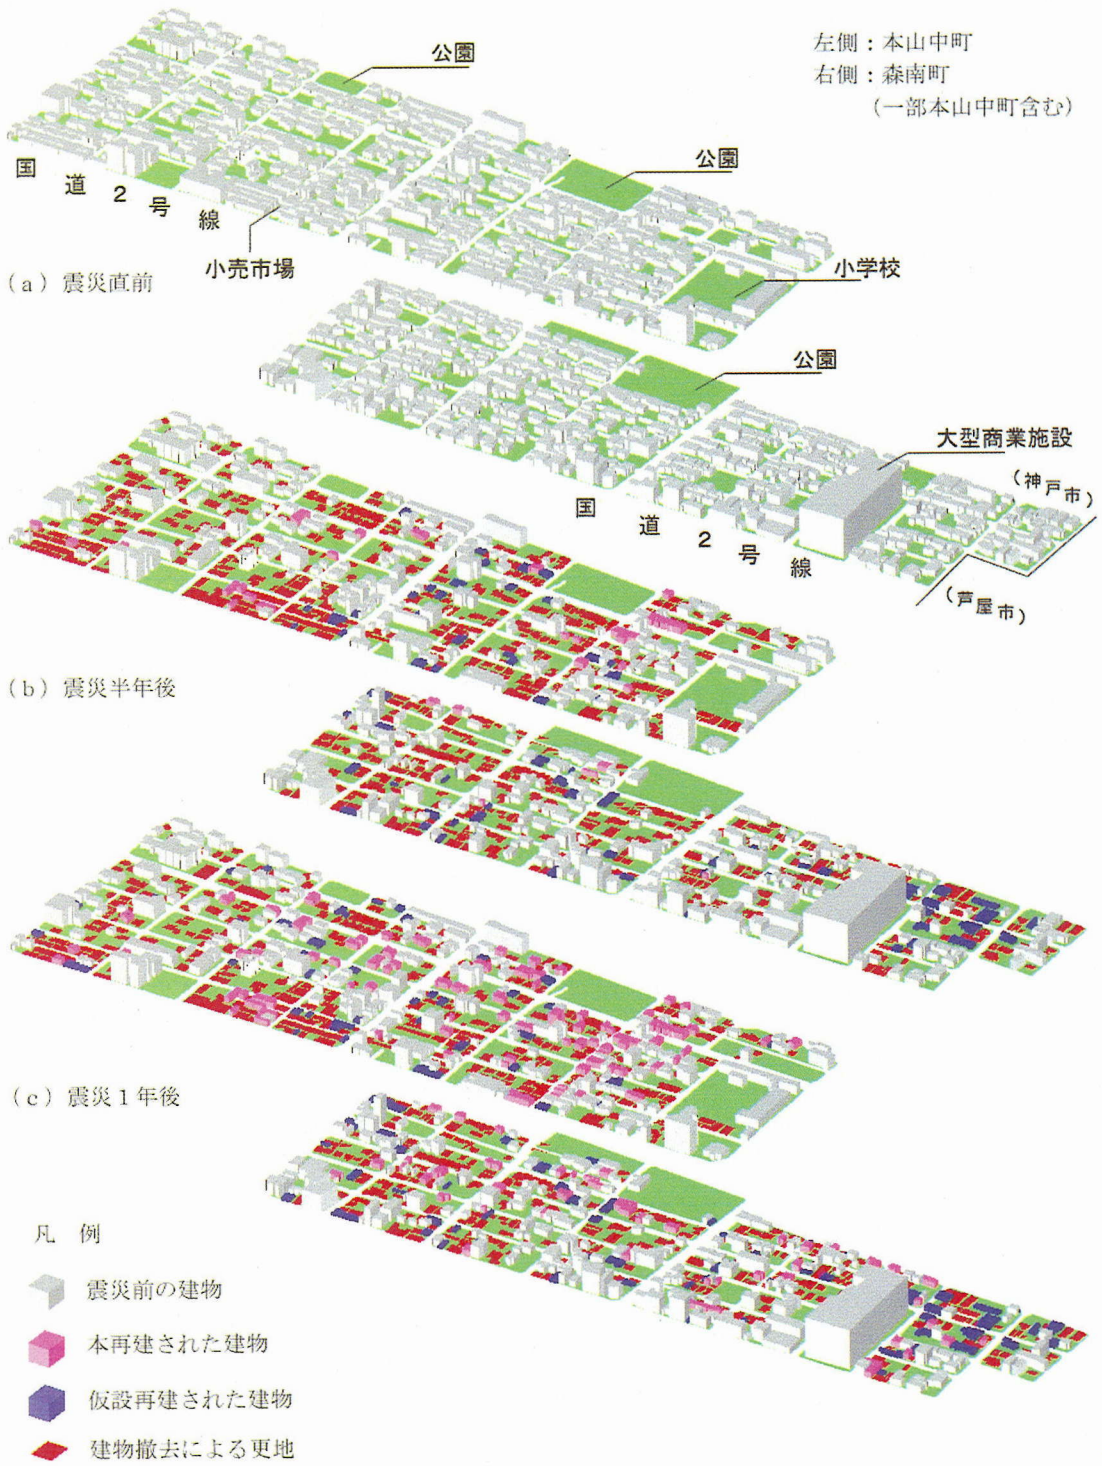 左側：本山中町
右側：森南町
（一部本山中町含む）
公園
公園
国道2号線
小売市場
小学校
（a）震災直前
公園
大型商業施設
（神戸市）
国道2号線
（芦屋市）
（b）震災半年後
（c）震災1年後
凡　例
震災前の建物
本再建された建物
仮設再建された建物
建物撤去による更地